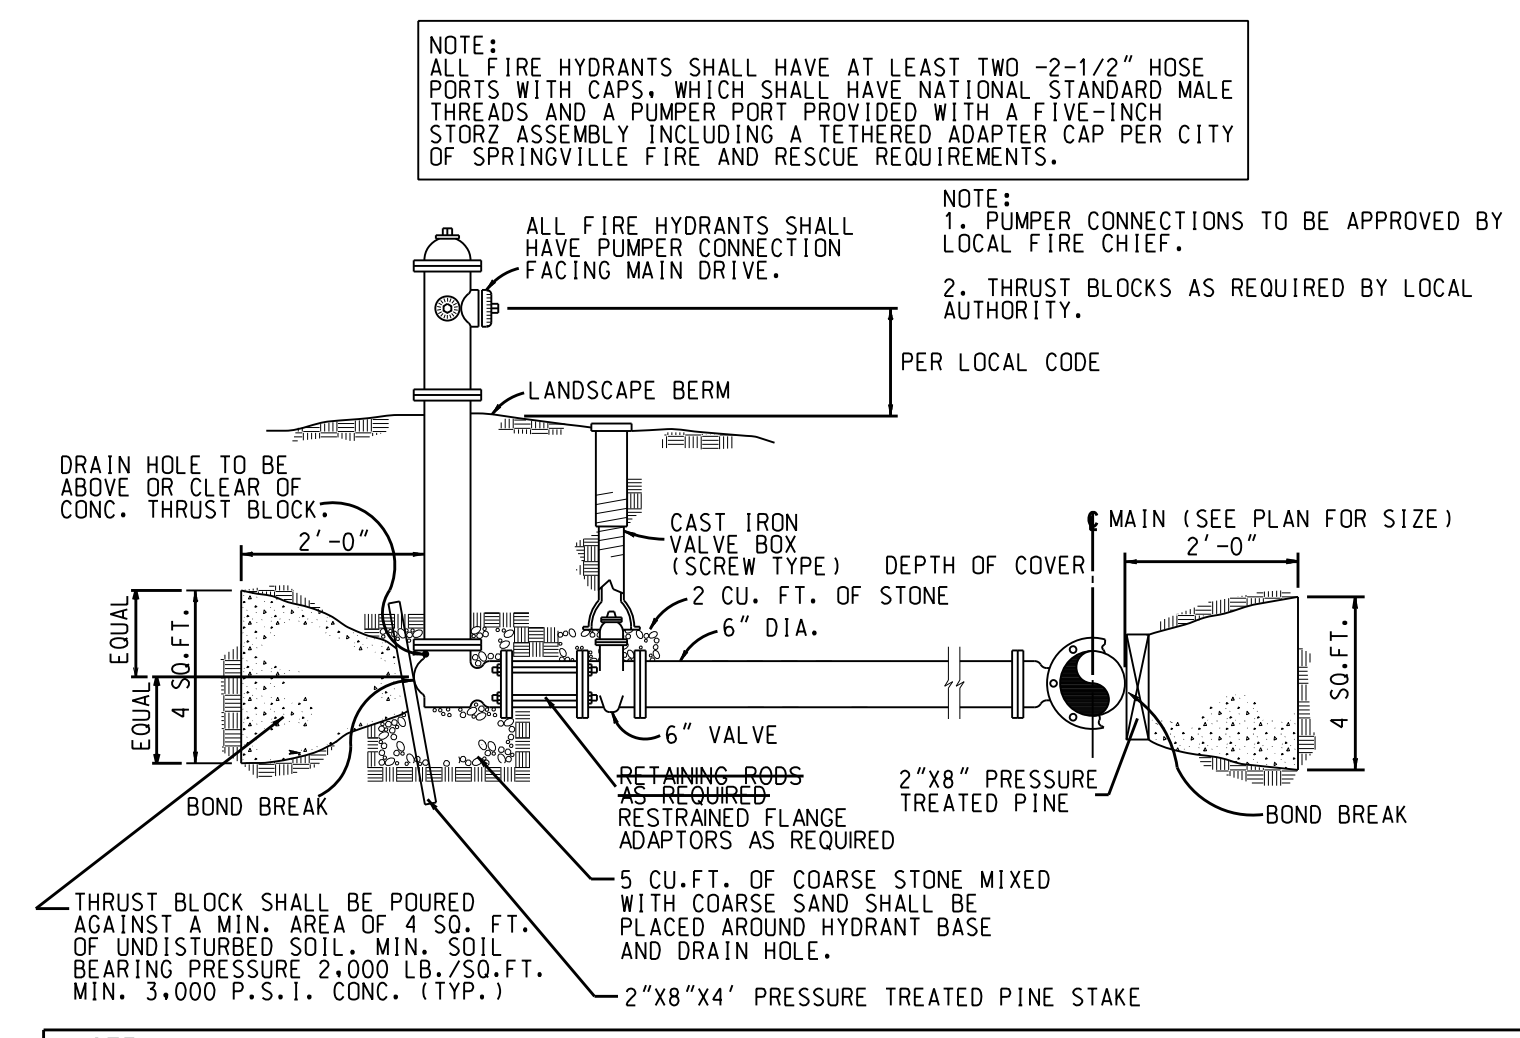 NOTE:
ALL FIRE HYDRANTS SHALL HAVE AT LEAST TWO -2-1/2" HOSE
PORTS WITH CAPS, WHICH SHALL HAVE NATIONAL STANDARD MALE
THREADS AND A PUMPER PORT PROVIDED WITH A FIVE-INCH
STORZ ASSEMBLY INCLUDING A TETHERED ADAPTER CAP PER CITY
OF SPRINGVILLE FIRE AND RESCUE REQUIREMENTS.
NOTE:
1. PUMPER CONNECTIONS TO BE APPROVED BY
LOCAL FIRE CHIEF.
2. THRUST BLOCKS AS REQUIRED BY LOCAL
AUTHORITY.
ALL FIRE HYDRANTS SHALL
HAVE PUMPER CONNECTION
FACING MAIN DRIVE.
PER LOCAL CODE
LANDSCAPE BERM
DRAIN HOLE TO BE
ABOVE OR CLEAR OF
CONC. THRUST BLOCK.
2'-0"
CAST IRON
VALVE BOX
(SCREW TYPE)
DEPTH OF COVER
℄ MAIN (SEE PLAN FOR SIZE)
2'-0"
2 CU. FT. OF STONE
6" DIA.
EQUAL
EQUAL
4 SQ.FT.
4 SQ.FT.
6" VALVE
RETAINING RODS
AS REQUIRED
RESTRAINED FLANGE
ADAPTORS AS REQUIRED
2"X8" PRESSURE
TREATED PINE
BOND BREAK
BOND BREAK
5 CU.FT. OF COARSE STONE MIXED
WITH COARSE SAND SHALL BE
PLACED AROUND HYDRANT BASE
AND DRAIN HOLE.
THRUST BLOCK SHALL BE POURED
AGAINST A MIN. AREA OF 4 SQ. FT.
OF UNDISTURBED SOIL. MIN. SOIL
BEARING PRESSURE 2,000 LB./SQ.FT.
MIN. 3,000 P.S.I. CONC. (TYP.)
2"X8"X4' PRESSURE TREATED PINE STAKE